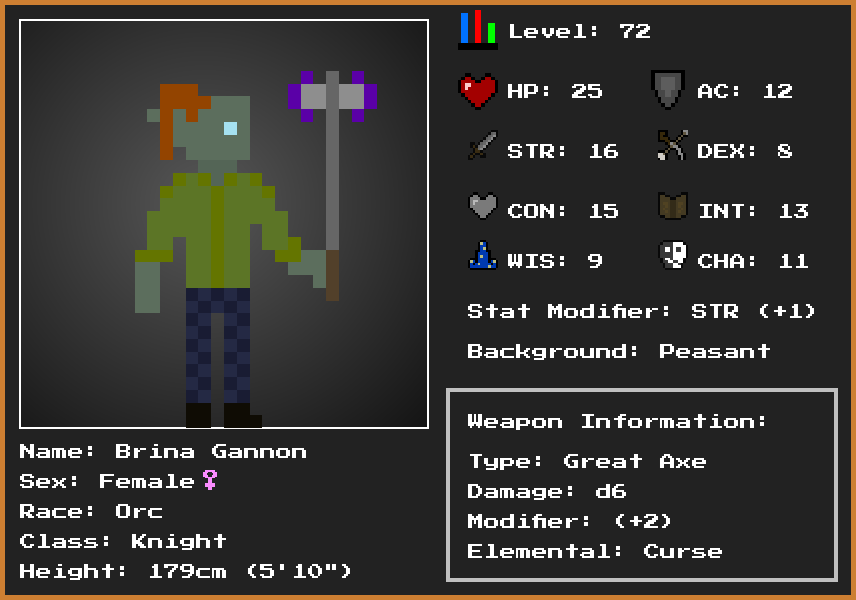 Level: 72
HP: 25
AC: 12
STR: 16
DEX: 8
CON: 15
INT: 13
WIS: 9
CHA: 11
Stat Modifier: STR (+1)
Background: Peasant
Weapon Information:
Type: Great Axe
Damage: d6
Modifier: (+2)
Elemental: Curse
Name: Brina Gannon
Sex: Female♀
Race: Orc
Class: Knight
Height: 179cm (5'10")